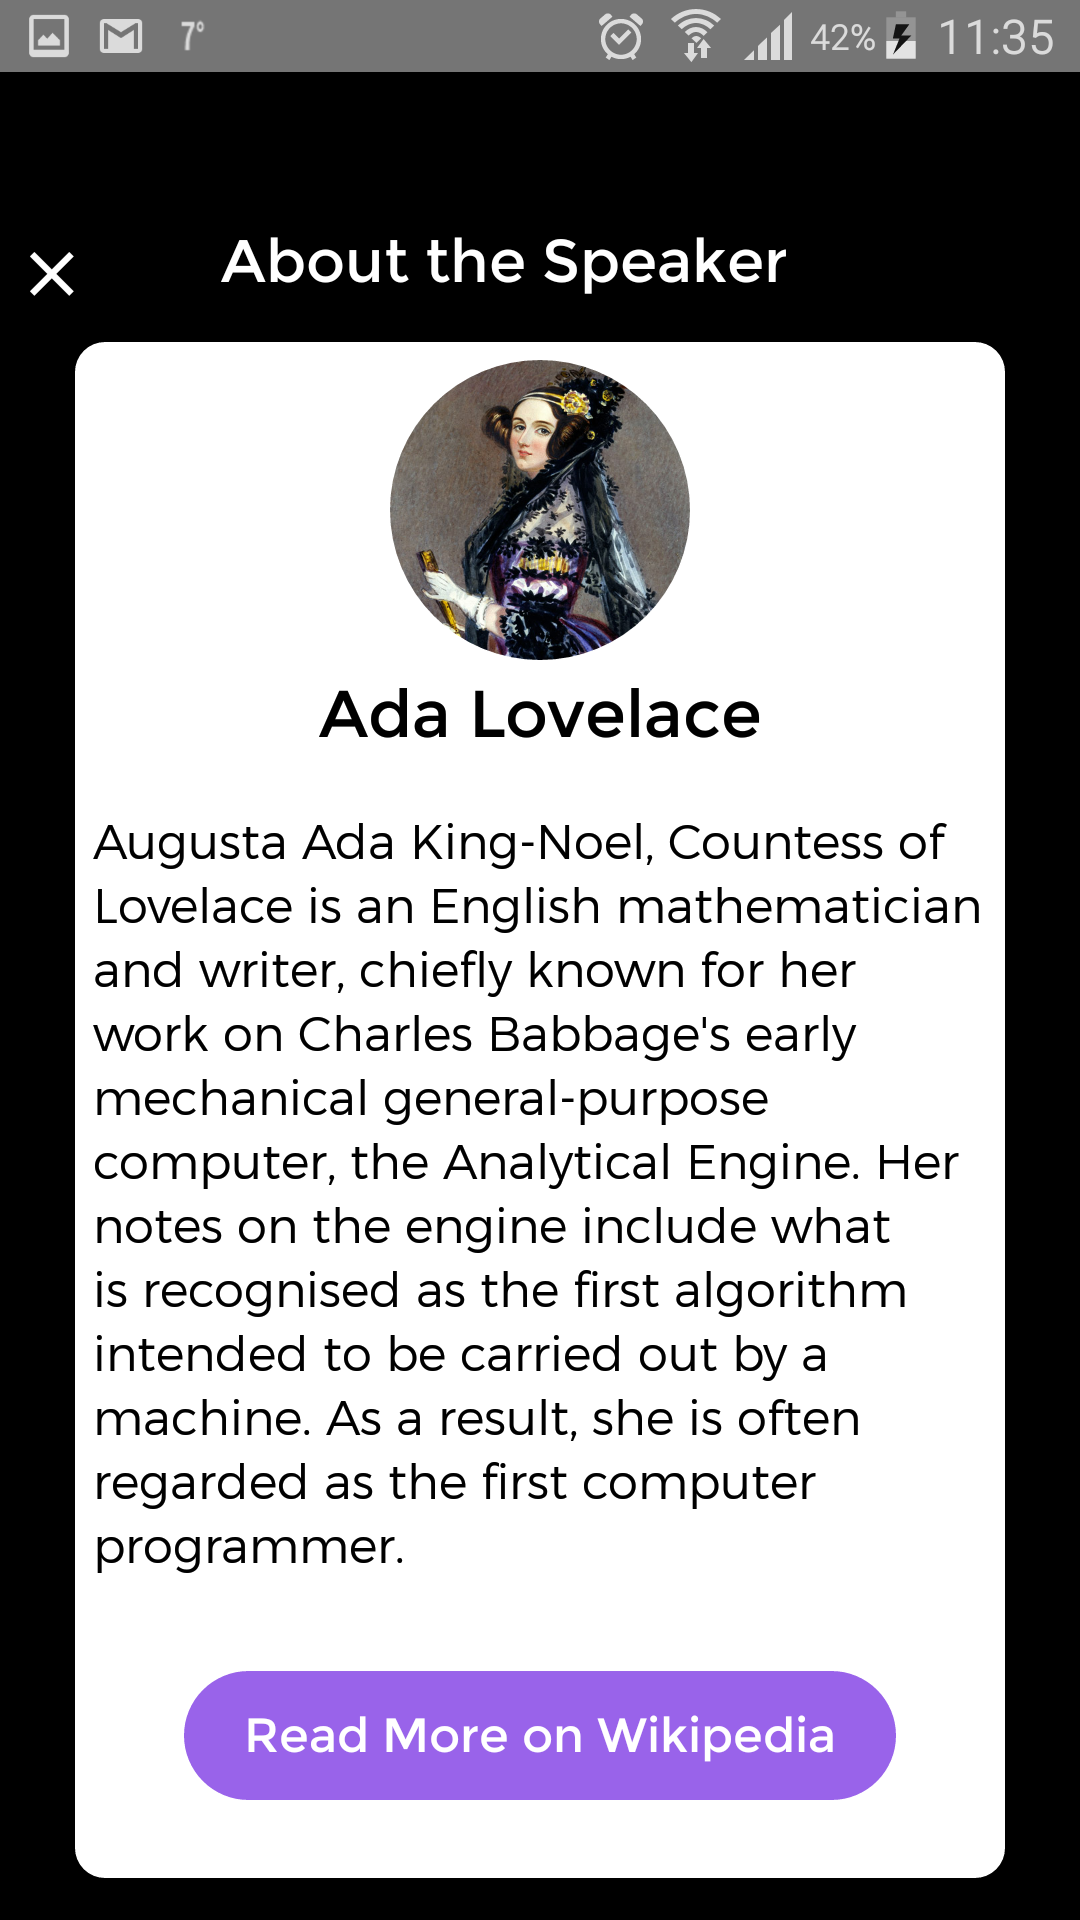 7°
42%
11:35
About the Speaker
Ada Lovelace
Augusta Ada King-Noel, Countess of
Lovelace is an English mathematician
and writer, chiefly known for her
work on Charles Babbage's early
mechanical general-purpose
computer, the Analytical Engine. Her
notes on the engine include what
is recognised as the first algorithm
intended to be carried out by a
machine. As a result, she is often
regarded as the first computer
programmer.
Read More on Wikipedia